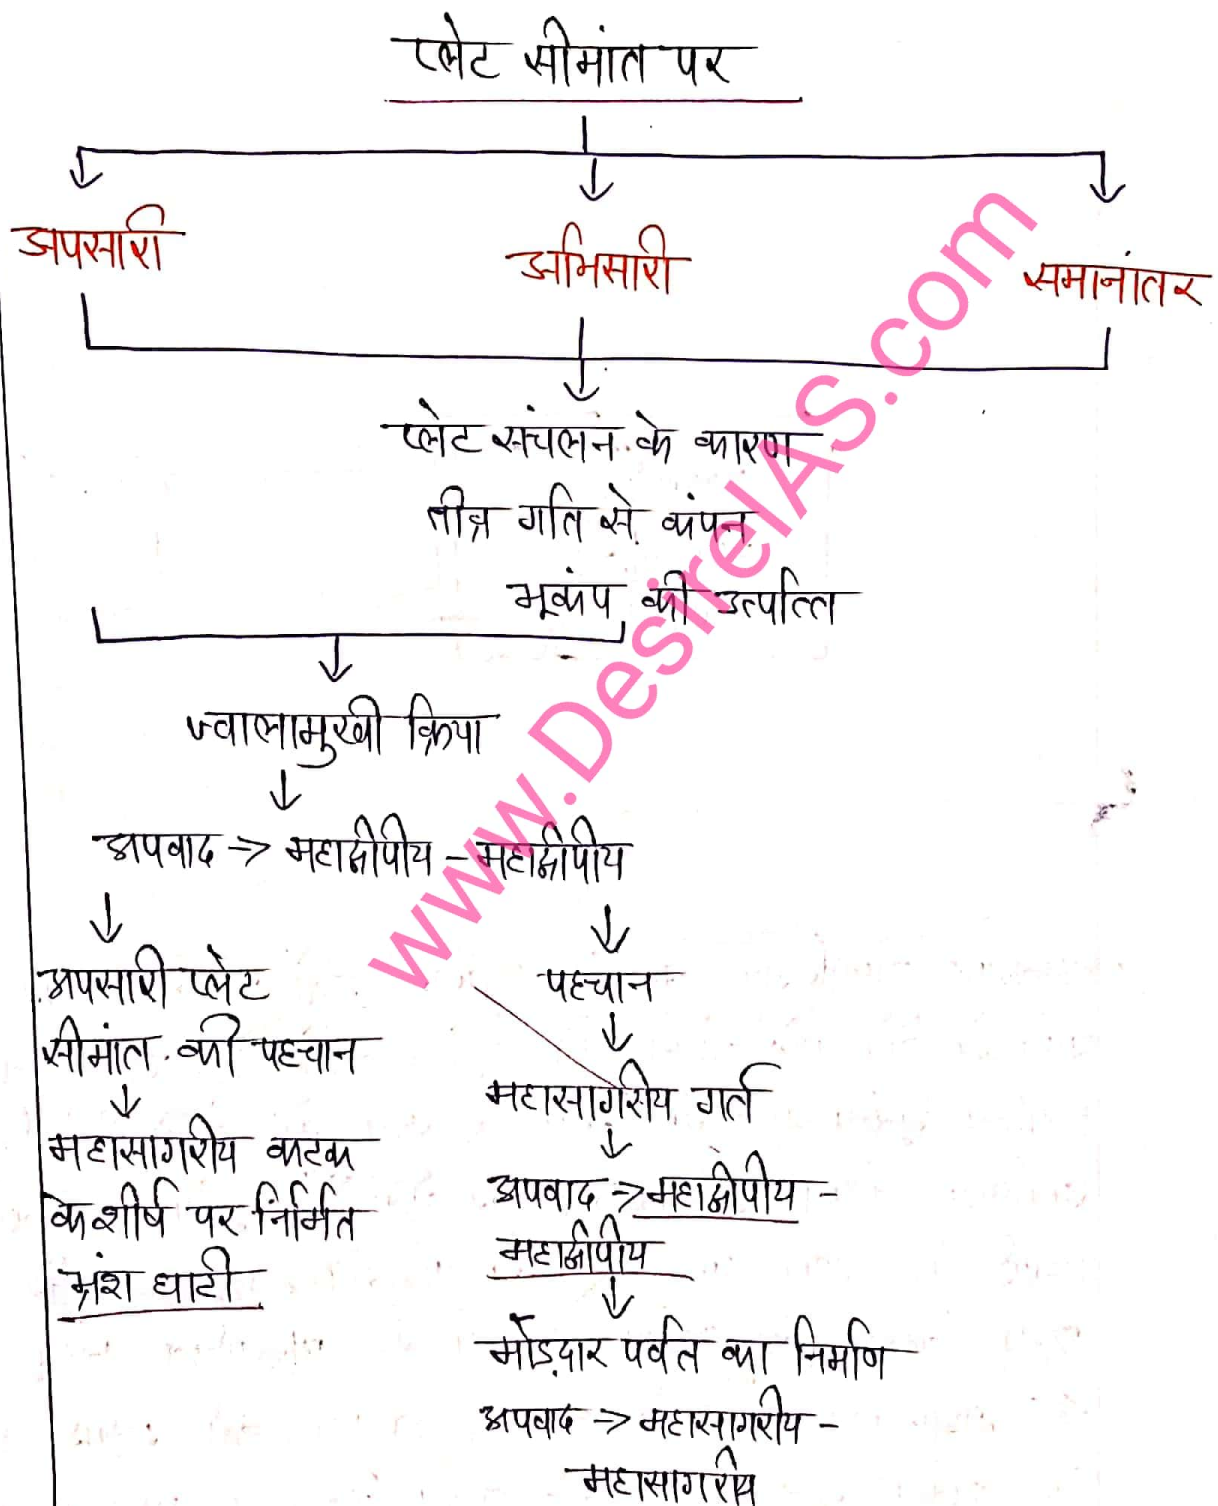 प्लेट सीमांत पर
अपसारी
अभिसारी
समानांतर
प्लेट संचलन के कारण
तीव्र गति से कंपन
भूकंप की उत्पत्ति
ज्वालामुखी क्रिया
अपवाद → महाद्वीपीय - महाद्वीपीय
अपसारी प्लेट
सीमांत की पहचान
महासागरीय कटक
के शीर्ष पर निर्मित
भ्रंश घाटी
पहचान
महासागरीय गर्त
अपवाद → महाद्वीपीय -
महाद्वीपीय
मोड़दार पर्वत का निर्माण
अपवाद → महासागरीय -
महासागरीय
www.DesireIAS.com